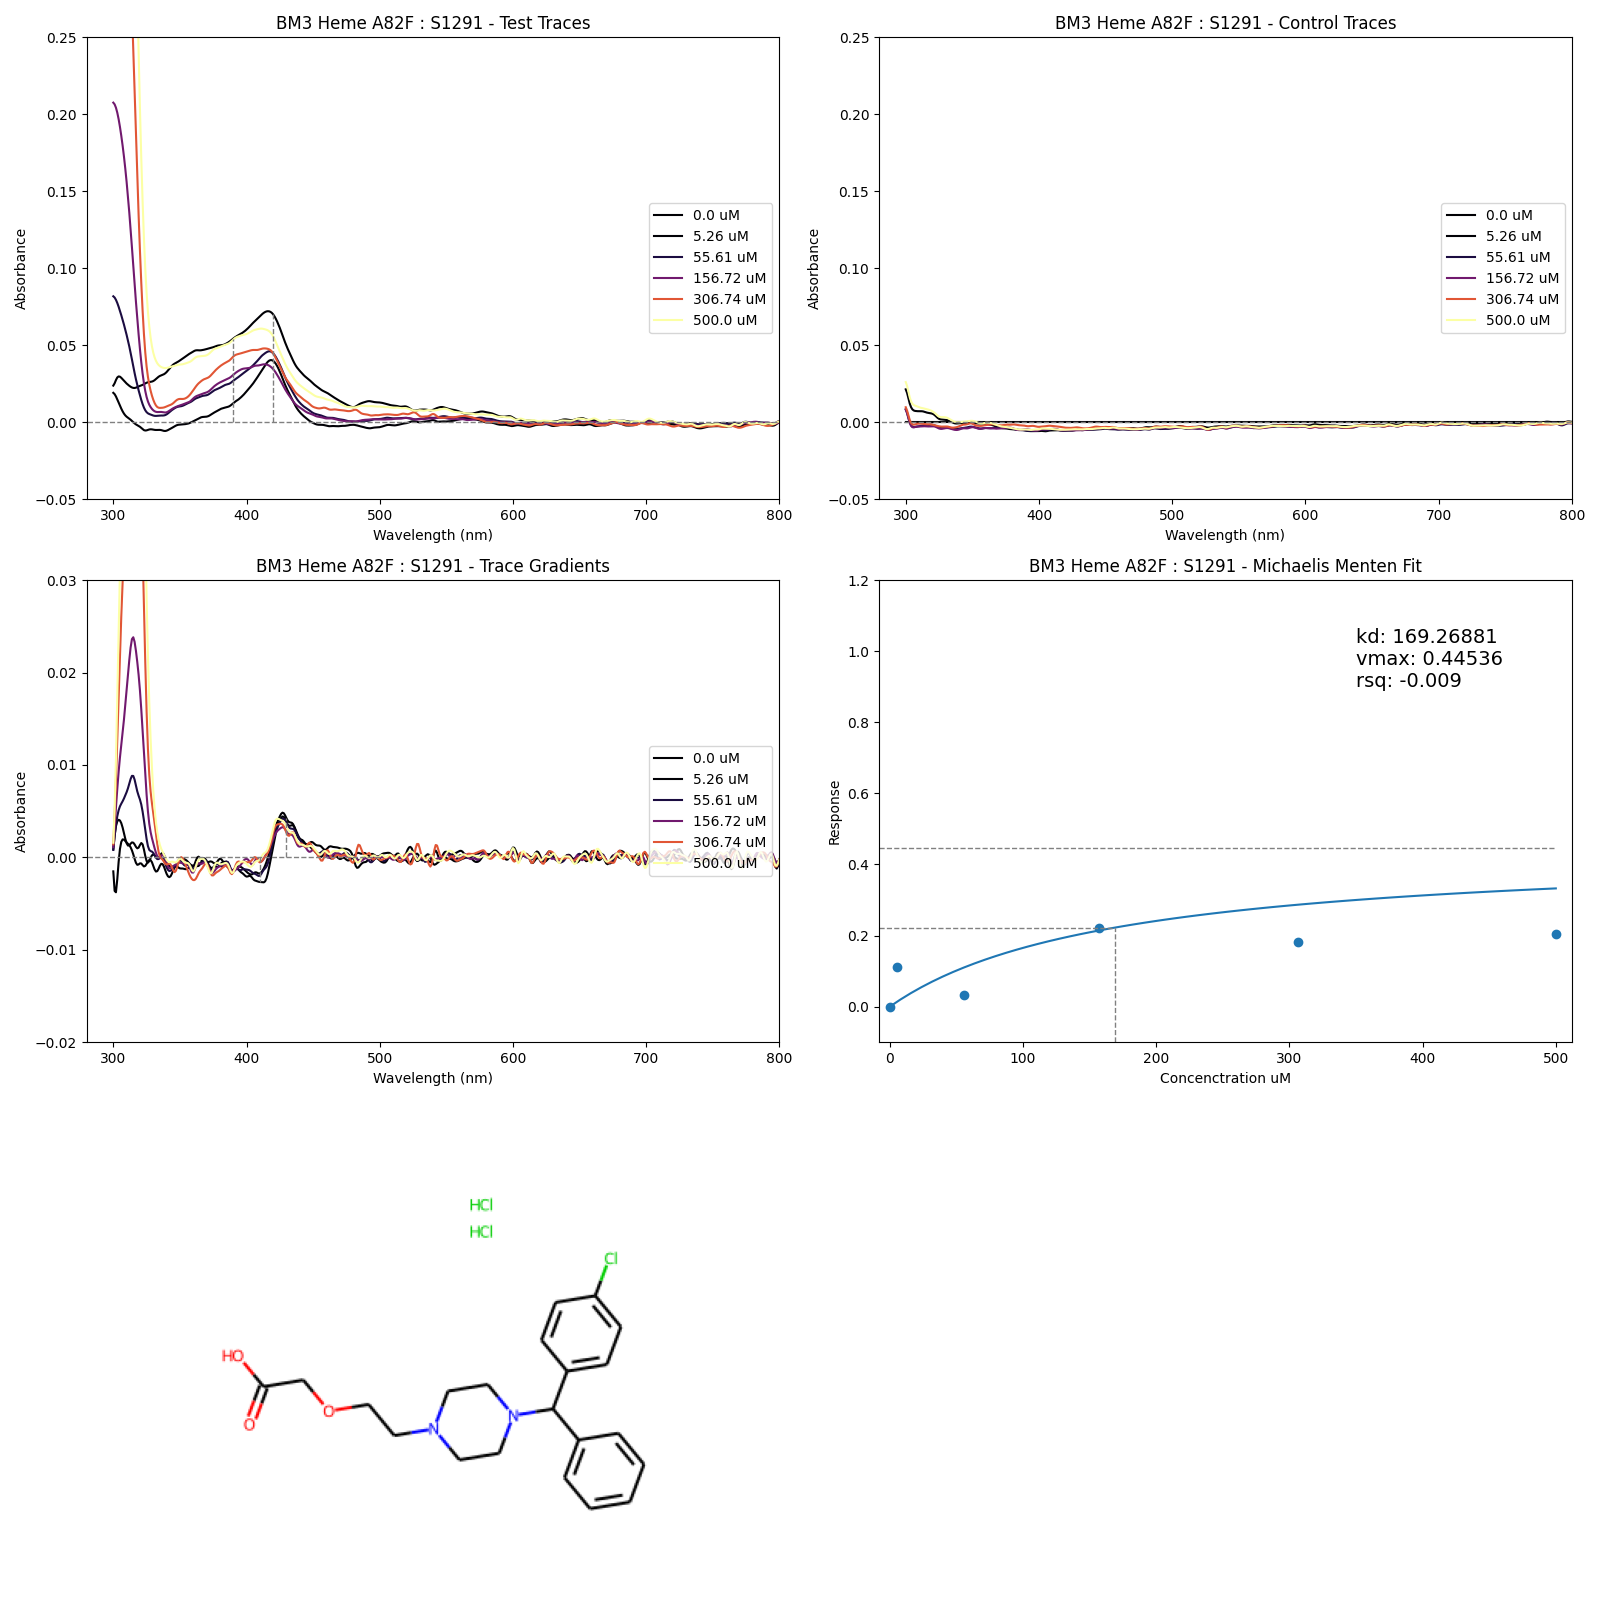 BM3 Heme A82F : S1291 - Test Traces
0.25
0.20
0.15
0.10
0.05
0.00
−0.05
Absorbance
300 400 500 600 700 800
Wavelength (nm)
0.0 uM
5.26 uM
55.61 uM
156.72 uM
306.74 uM
500.0 uM
BM3 Heme A82F : S1291 - Control Traces
0.25
0.20
0.15
0.10
0.05
0.00
−0.05
Absorbance
300 400 500 600 700 800
Wavelength (nm)
0.0 uM
5.26 uM
55.61 uM
156.72 uM
306.74 uM
500.0 uM
BM3 Heme A82F : S1291 - Trace Gradients
0.03
0.02
0.01
0.00
−0.01
−0.02
Absorbance
300 400 500 600 700 800
Wavelength (nm)
0.0 uM
5.26 uM
55.61 uM
156.72 uM
306.74 uM
500.0 uM
BM3 Heme A82F : S1291 - Michaelis Menten Fit
1.2
1.0
0.8
0.6
0.4
0.2
0.0
Response
0 100 200 300 400 500
Concenctration uM
kd: 169.26881
vmax: 0.44536
rsq: -0.009
HCl
HCl
Cl
HO
O
O
N
N